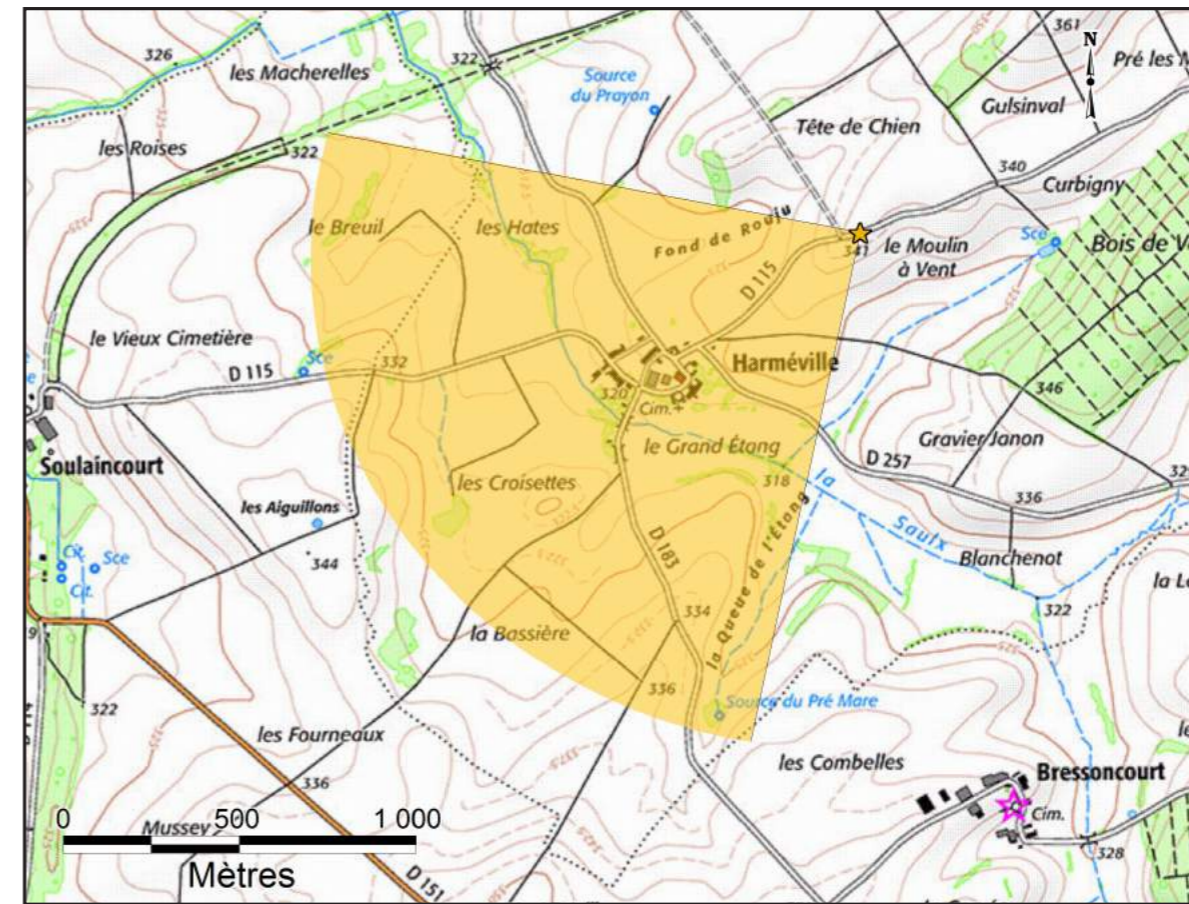 361
N
322
326
les Macherelles
Pré les
Source
du Prayon
Gulsinval
Tête de Chien
les Roises
322
340
Curbigny
le Breuil
les Hates
Fond de Rouju
341
le Moulin
à Vent
Sce
Bois de
D 115
le Vieux Cimetière
Sce
332
D 115
Harméville
346
320
Cim.
Gravier Janon
le Grand Étang
D 257
Soulaincourt
318
la
les Croisettes
336
les Aiguillons
Saulx
D 183
la Queue de l'Étang
344
Blanchenot
Cit.
Sce
Cit.
322
334
la Bassière
336
322
Source du Pré Mare
les Fourneaux
les Combelles
Bressoncourt
336
Cim.
0 500 1 000
Mussey
Mètres
328
D 151